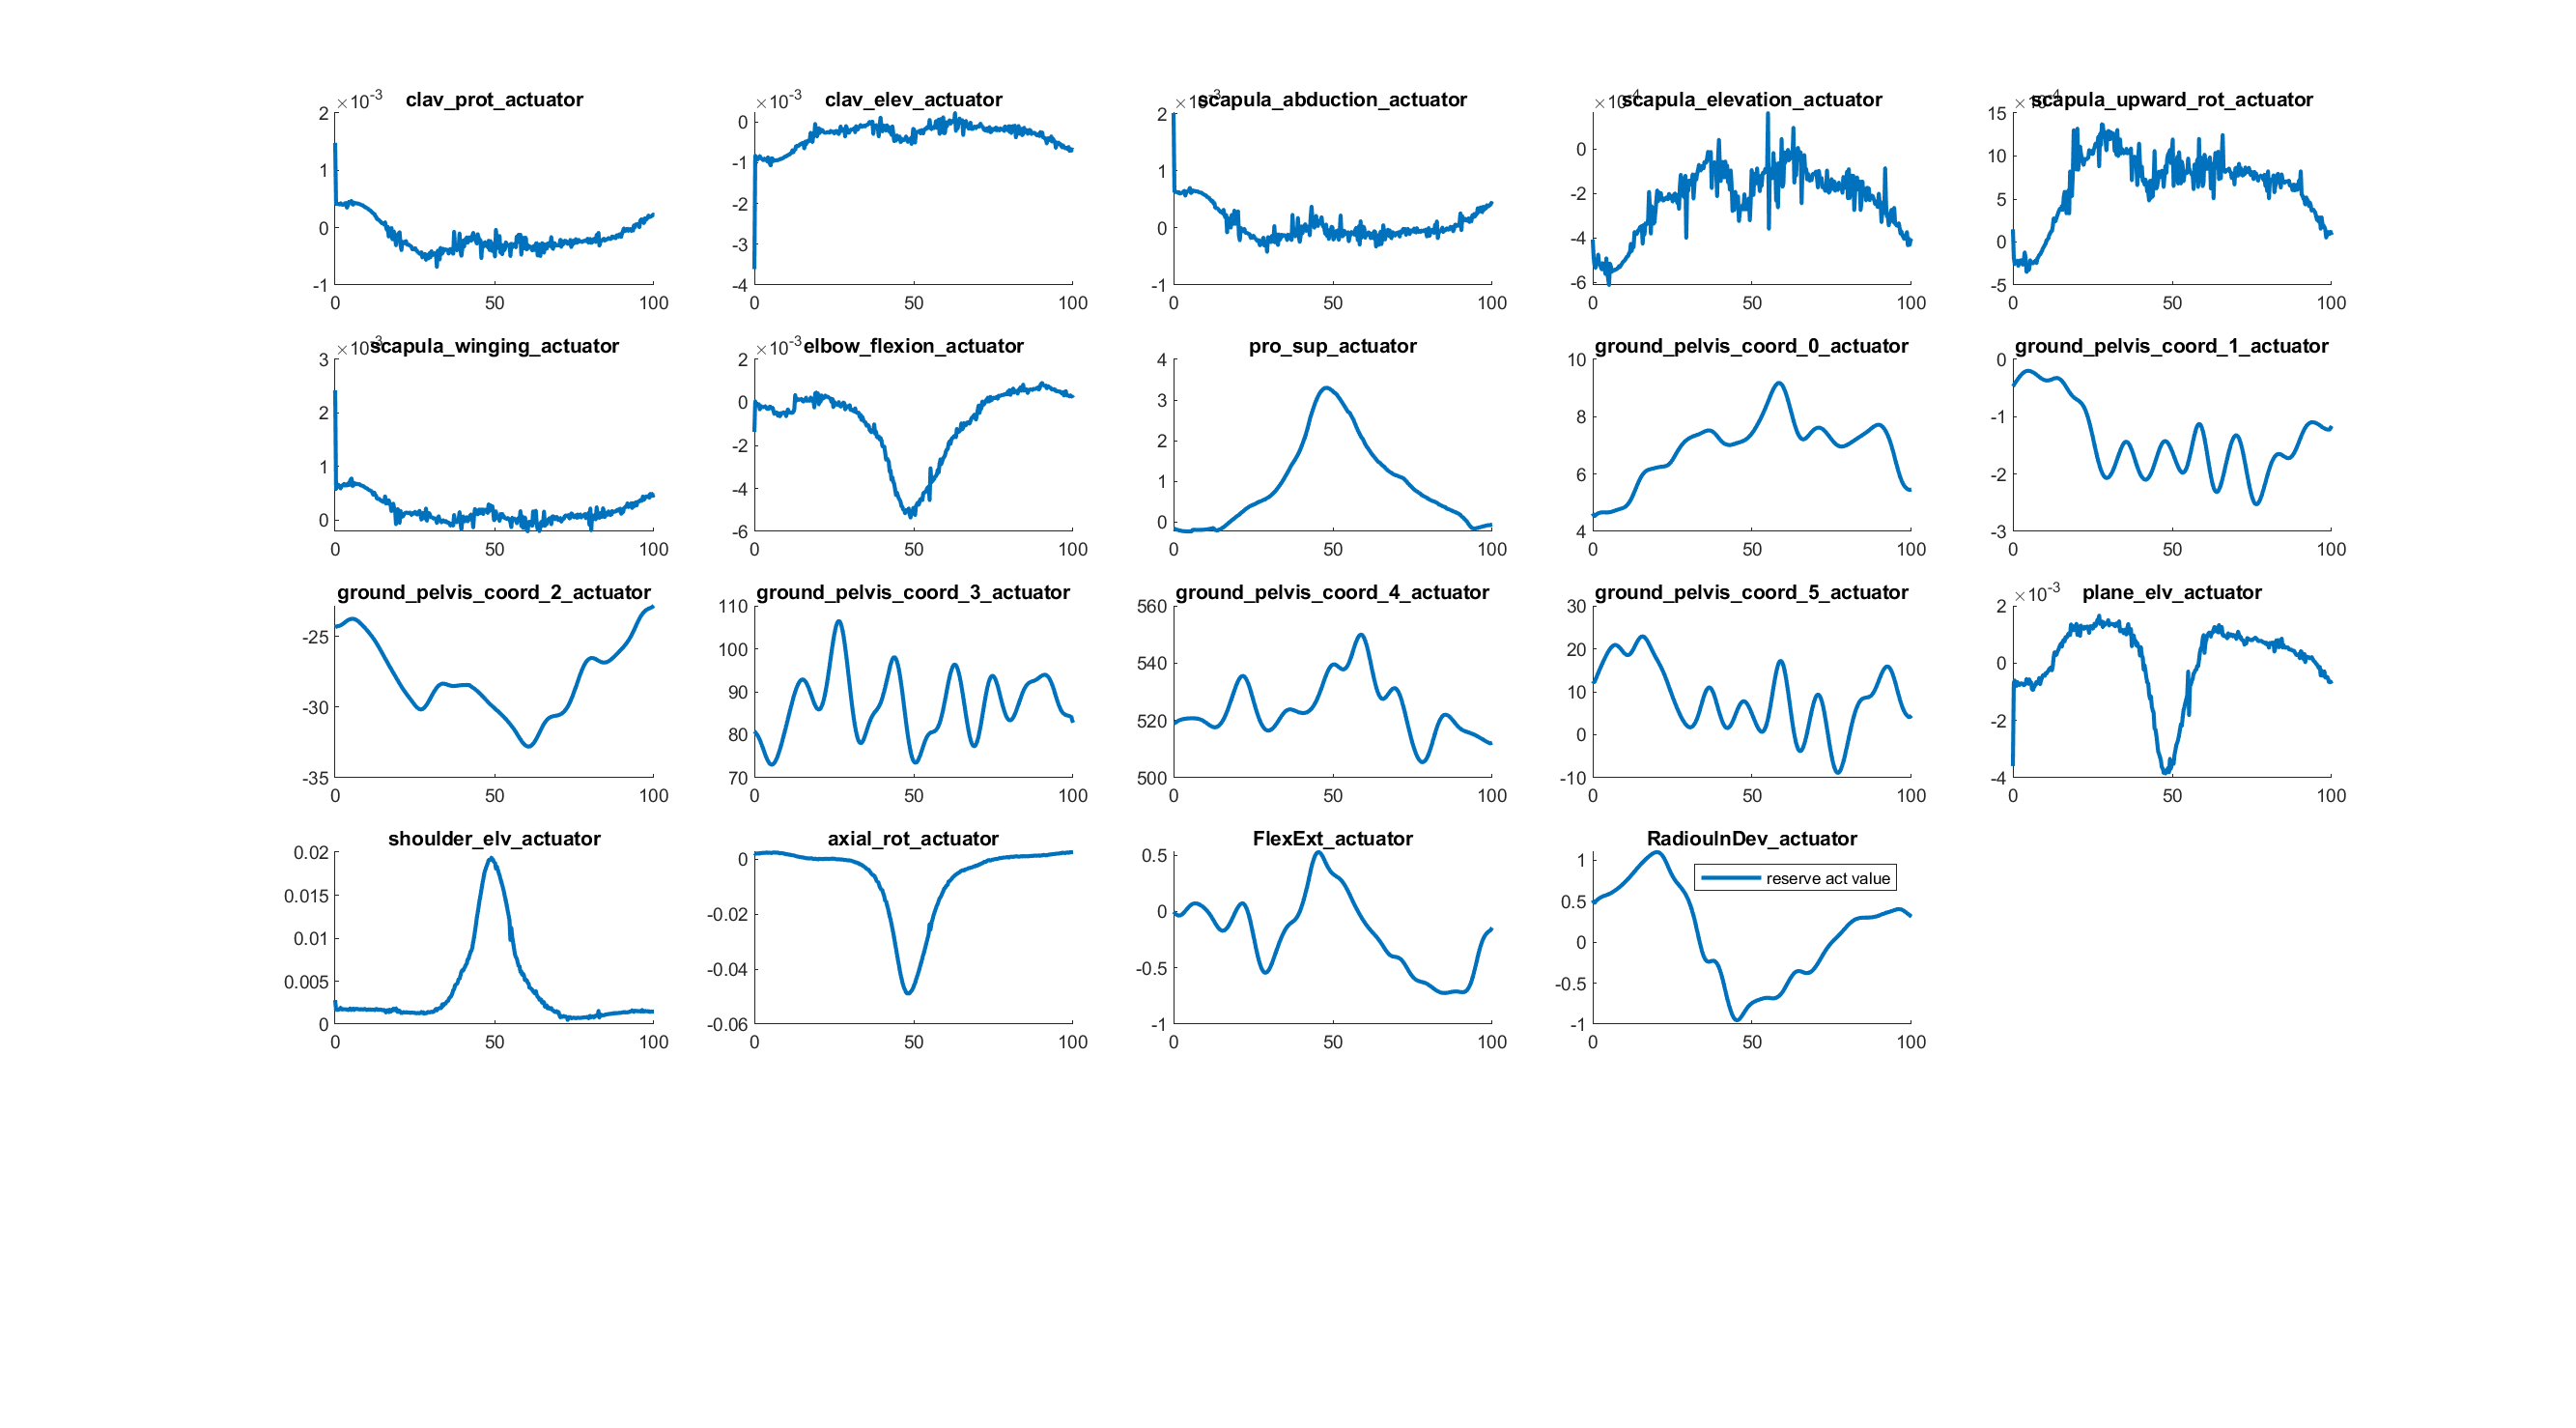 clav_prot_actuator
×10-3
2
1
0
-1
0 50 100
clav_elev_actuator
×10-3
0
-1
-2
-3
-4
0 50 100
scapula_abduction_actuator
×10-3
2
1
0
-1
0 50 100
scapula_elevation_actuator
×10-4
0
-2
-4
-6
0 50 100
scapula_upward_rot_actuator
×10-4
15
10
5
0
-5
0 50 100
scapula_winging_actuator
×10-3
3
2
1
0
0 50 100
elbow_flexion_actuator
×10-3
2
0
-2
-4
-6
0 50 100
pro_sup_actuator
4
3
2
1
0
0 50 100
ground_pelvis_coord_0_actuator
10
8
6
4
0 50 100
ground_pelvis_coord_1_actuator
0
-1
-2
-3
0 50 100
ground_pelvis_coord_2_actuator
-25
-30
-35
0 50 100
ground_pelvis_coord_3_actuator
110
100
90
80
70
0 50 100
ground_pelvis_coord_4_actuator
560
540
520
500
0 50 100
ground_pelvis_coord_5_actuator
30
20
10
0
-10
0 50 100
plane_elv_actuator
×10-3
2
0
-2
-4
0 50 100
shoulder_elv_actuator
0.02
0.015
0.01
0.005
0
0 50 100
axial_rot_actuator
0
-0.02
-0.04
-0.06
0 50 100
FlexExt_actuator
0.5
0
-0.5
-1
0 50 100
RadioulnDev_actuator
reserve act value
1
0.5
0
-0.5
-1
0 50 100